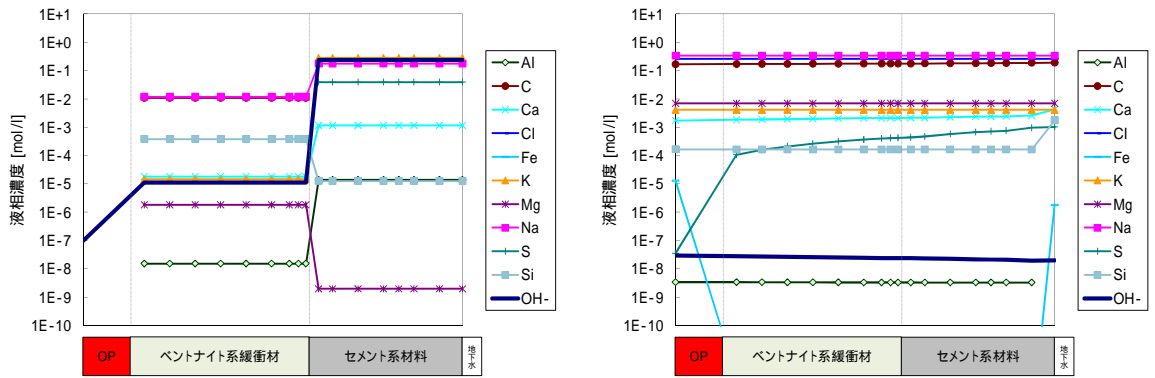 1E+1
1E+0
1E-1
1E-2
1E-3
1E-4
1E-5
1E-6
1E-7
1E-8
1E-9
1E-10
液相濃度 [mol/l]
Al
C
Ca
Cl
Fe
K
Mg
Na
S
Si
OH-
OP
ベントナイト系緩衝材
セメント系材料
地下水
1E+1
1E+0
1E-1
1E-2
1E-3
1E-4
1E-5
1E-6
1E-7
1E-8
1E-9
1E-10
液相濃度 [mol/l]
Al
C
Ca
Cl
Fe
K
Mg
Na
S
Si
OH-
OP
ベントナイト系緩衝材
セメント系材料
地下水